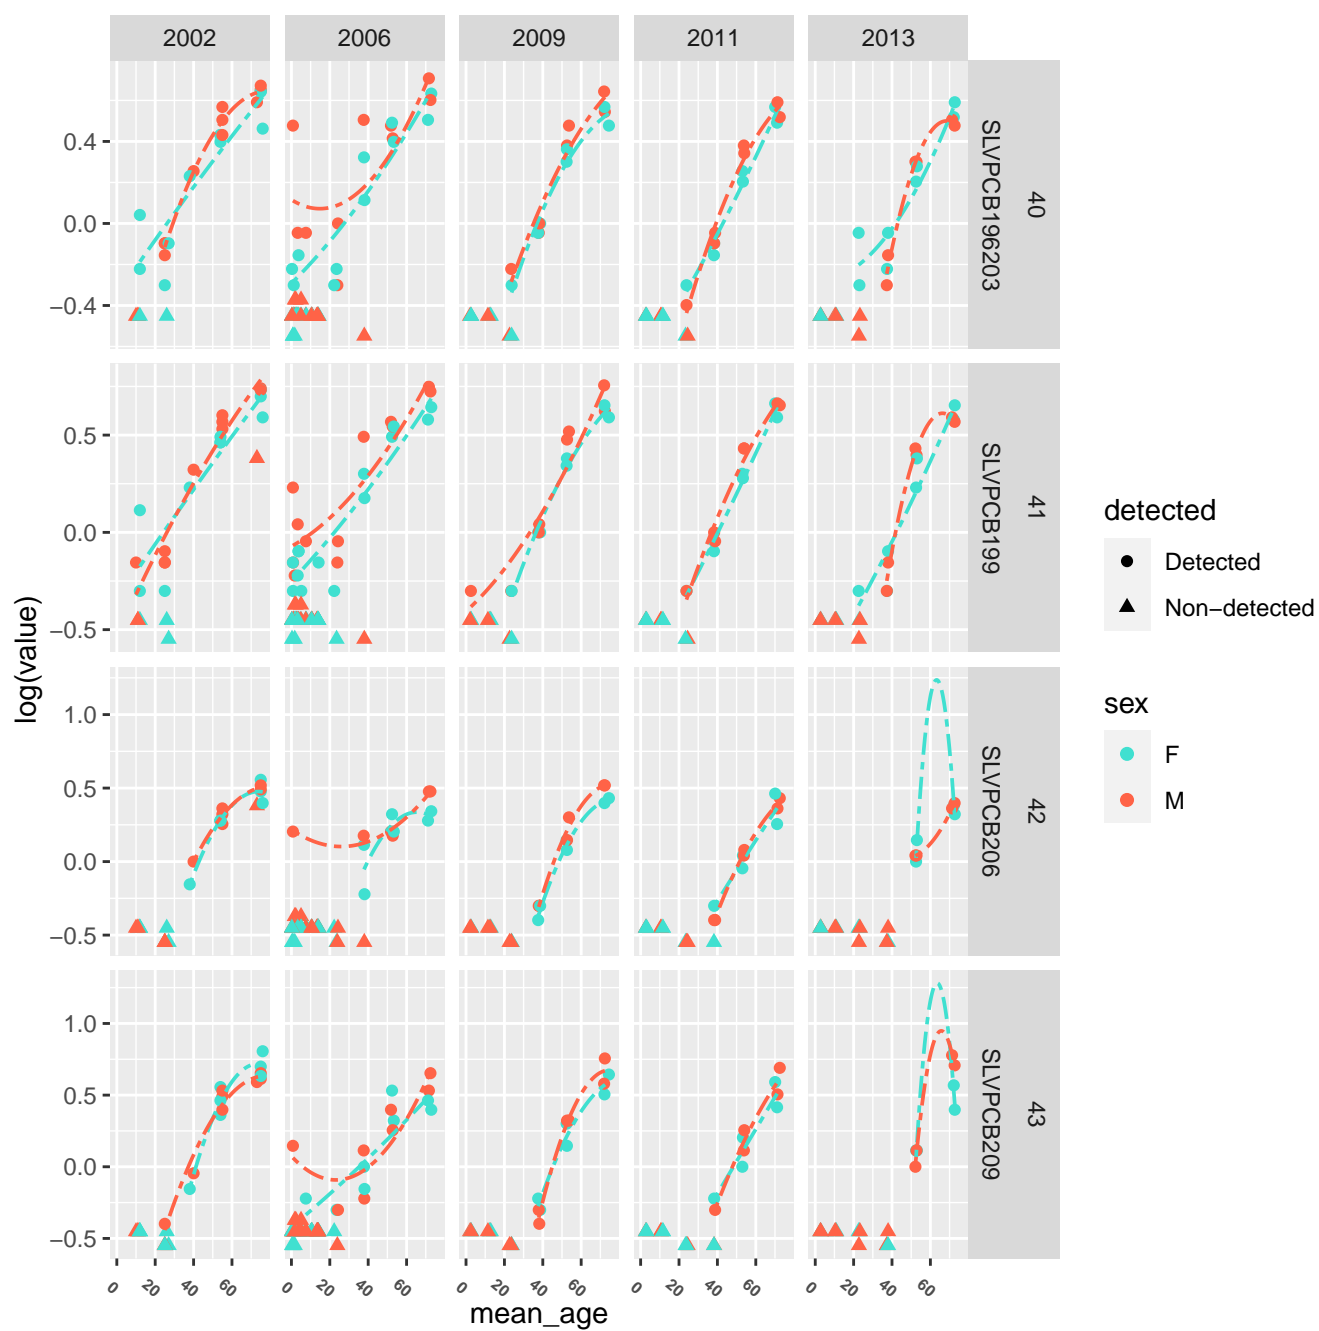 2002 2006 2009 2011 2013
0.4
0.0
−0.4
SLVPCB196203
40
0.5
0.0
−0.5
SLVPCB199
41
1.0
0.5
0.0
−0.5
SLVPCB206
42
1.0
0.5
0.0
−0.5
SLVPCB209
43
log(value)
0 20 40 60 0 20 40 60 0 20 40 60 0 20 40 60 0 20 40 60
mean_age
detected
Detected
Non−detected
sex
F
M